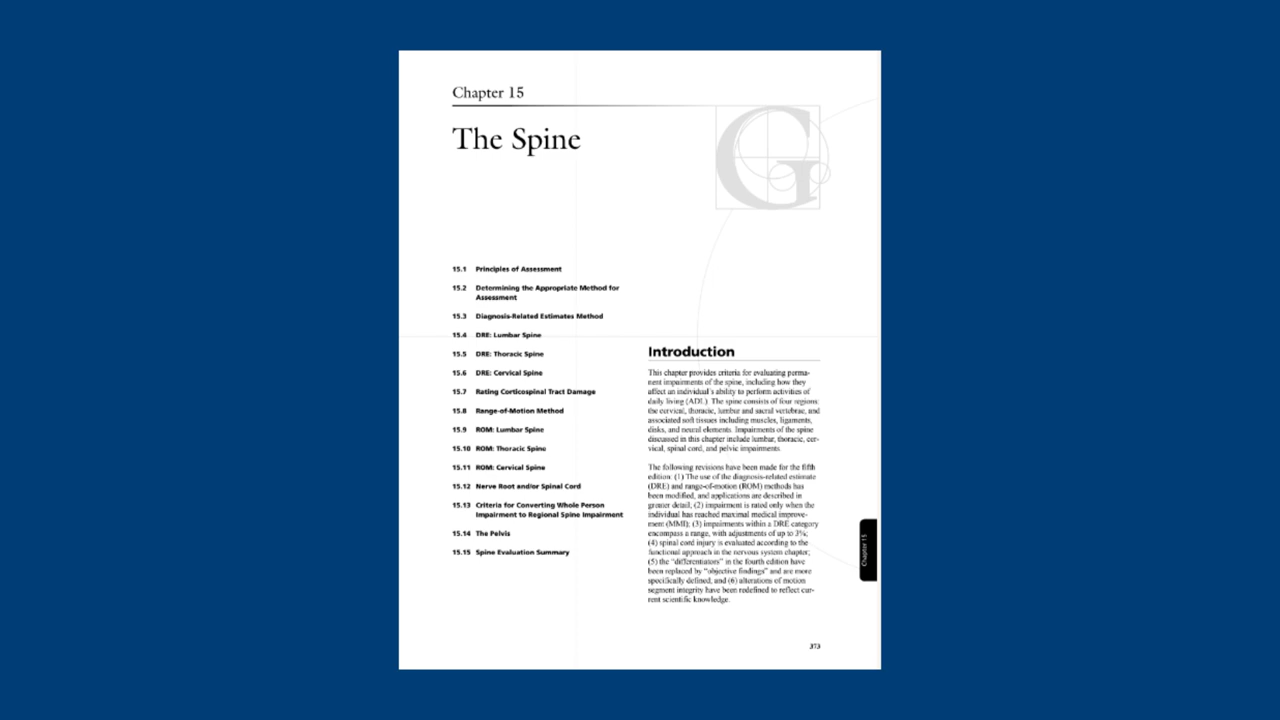 Chapter 15
The Spine
G
15.1 Principles of Assessment
15.2 Determining the Appropriate Method for
Assessment
15.3 Diagnosis-Related Estimates Method
15.4 DRE: Lumbar Spine
15.5 DRE: Thoracic Spine
15.6 DRE: Cervical Spine
15.7 Rating Corticospinal Tract Damage
15.8 Range-of-Motion Method
15.9 ROM: Lumbar Spine
15.10 ROM: Thoracic Spine
15.11 ROM: Cervical Spine
15.12 Nerve Root and/or Spinal Cord
15.13 Criteria for Converting Whole Person
Impairment to Regional Spine Impairment
15.14 The Pelvis
15.15 Spine Evaluation Summary
Introduction
This chapter provides criteria for evaluating perma-
nent impairments of the spine, including how they
affect an individual's ability to perform activities of
daily living (ADL). The spine consists of four regions:
the cervical, thoracic, lumbar and sacral vertebrae, and
associated soft tissues including muscles, ligaments,
disks, and neural elements. Impairments of the spine
discussed in this chapter include lumbar, thoracic, cer-
vical, spinal cord, and pelvic impairments.
The following revisions have been made for the fifth
edition: (1) The use of the diagnosis-related estimate
(DRE) and range-of-motion (ROM) methods has
been modified, and applications are described in
greater detail; (2) impairment is rated only when the
individual has reached maximal medical improve-
ment (MMI); (3) impairments within a DRE category
encompass a range, with adjustments of up to 3%;
(4) spinal cord injury is evaluated according to the
functional approach in the nervous system chapter;
(5) the "differentiators" in the fourth edition have
been replaced by "objective findings" and are more
specifically defined; and (6) alterations of motion
segment integrity have been redefined to reflect cur-
rent scientific knowledge.
Chapter 15
373